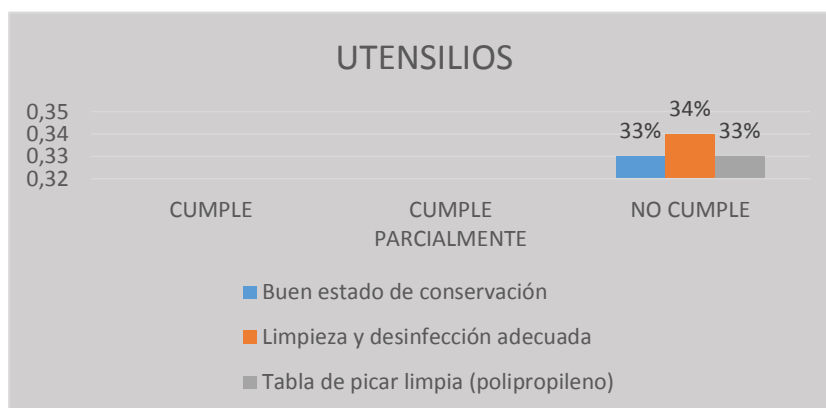 UTENSILIOS
0,35
0,34
0,33
0,32
33%
34%
33%
CUMPLE
CUMPLE
PARCIALMENTE
NO CUMPLE
Buen estado de conservación
Limpieza y desinfección adecuada
Tabla de picar limpia (polipropileno)